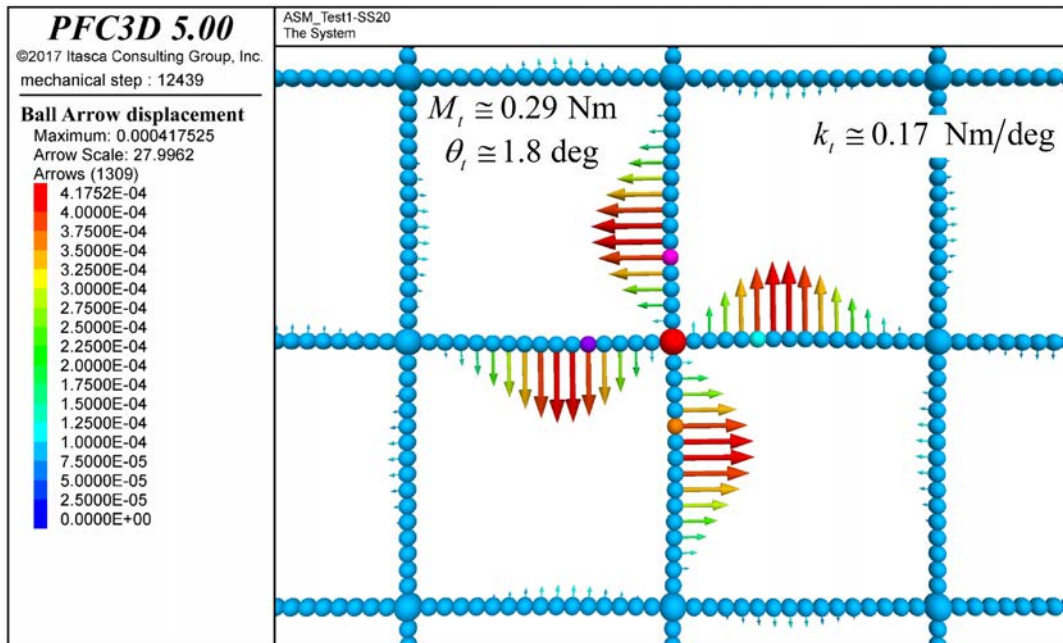 PFC3D 5.00
©2017 Itasca Consulting Group, Inc.
mechanical step : 12439
Ball Arrow displacement
Maximum: 0.000417525
Arrow Scale: 27.9962
Arrows (1309)
4.1752E-04
4.0000E-04
3.7500E-04
3.5000E-04
3.2500E-04
3.0000E-04
2.7500E-04
2.5000E-04
2.2500E-04
2.0000E-04
1.7500E-04
1.5000E-04
1.2500E-04
1.0000E-04
7.5000E-05
5.0000E-05
2.5000E-05
0.0000E+00
ASM_Test1-SS20
The System
M_t ≅ 0.29 Nm
θ_t ≅ 1.8 deg
k_t ≅ 0.17 Nm/deg